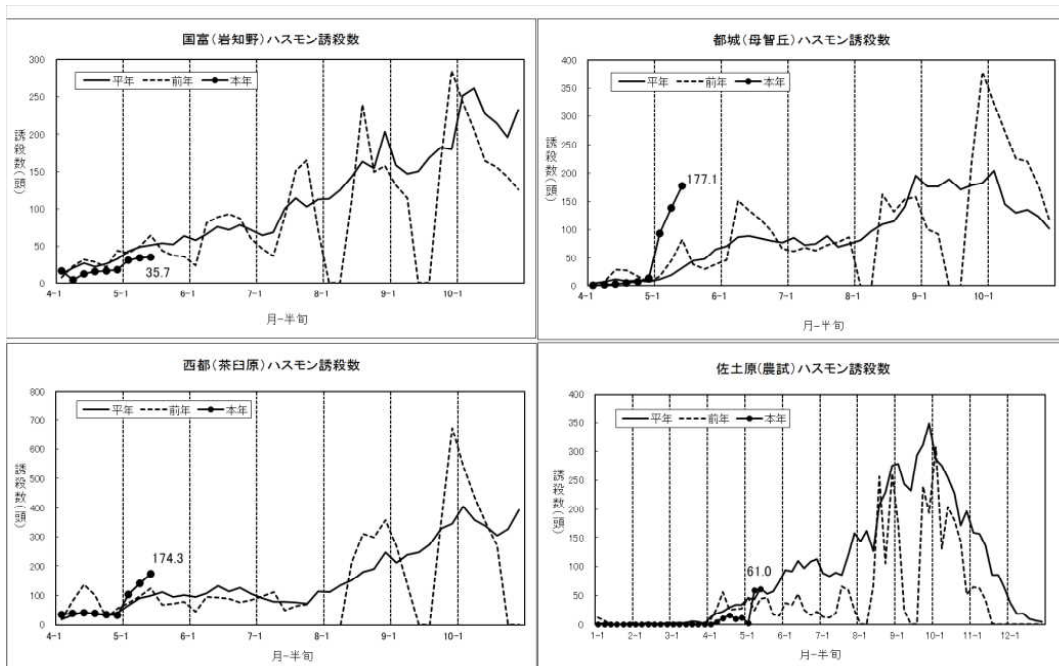 国富(岩知野)ハスモン誘殺数
300
250
200
150
100
50
0
誘殺数(頭)
平年 前年 本年
35.7
4-1 5-1 6-1 7-1 8-1 9-1 10-1
月-半旬
都城(母智丘)ハスモン誘殺数
400
350
300
250
200
150
100
50
0
誘殺数(頭)
平年 前年 本年
177.1
4-1 5-1 6-1 7-1 8-1 9-1 10-1
月-半旬
西都(茶臼原)ハスモン誘殺数
800
700
600
500
400
300
200
100
0
誘殺数(頭)
平年 前年 本年
174.3
4-1 5-1 6-1 7-1 8-1 9-1 10-1
月-半旬
佐土原(農試)ハスモン誘殺数
400
350
300
250
200
150
100
50
0
誘殺数(頭)
平年 前年 本年
61.0
1-1 2-1 3-1 4-1 5-1 6-1 7-1 8-1 9-1 10-1 11-1 12-1
月-半旬